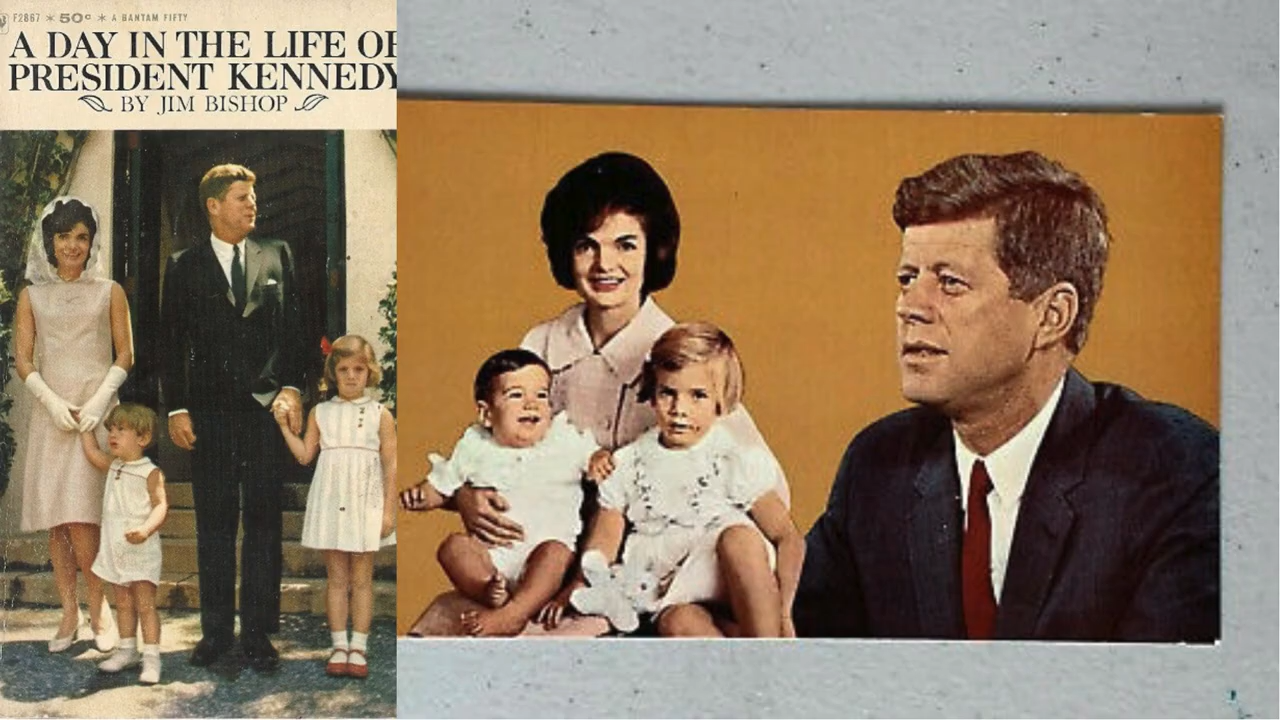 F2867 * 50¢ * A BANTAM FIFTY
A DAY IN THE LIFE OF
PRESIDENT KENNEDY
BY JIM BISHOP